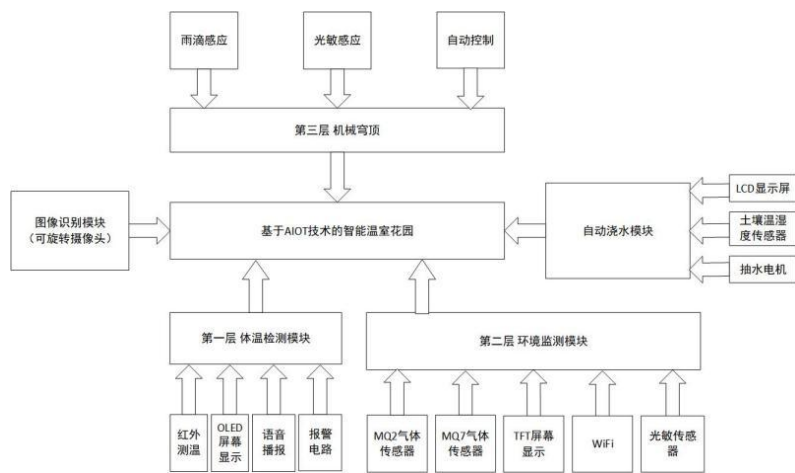 雨滴感应
光敏感应
自动控制
第三层 机械穹顶
图像识别模块
（可旋转摄像头）
基于AIOT技术的智能温室花园
自动浇水模块
LCD显示屏
土壤温湿
度传感器
抽水电机
第一层 体温检测模块
第二层 环境监测模块
红外
测温
OLED
屏幕
显示
语音
播报
报警
电路
MQ2气体
传感器
MQ7气体
传感器
TFT屏幕
显示
WiFi
光敏传感
器